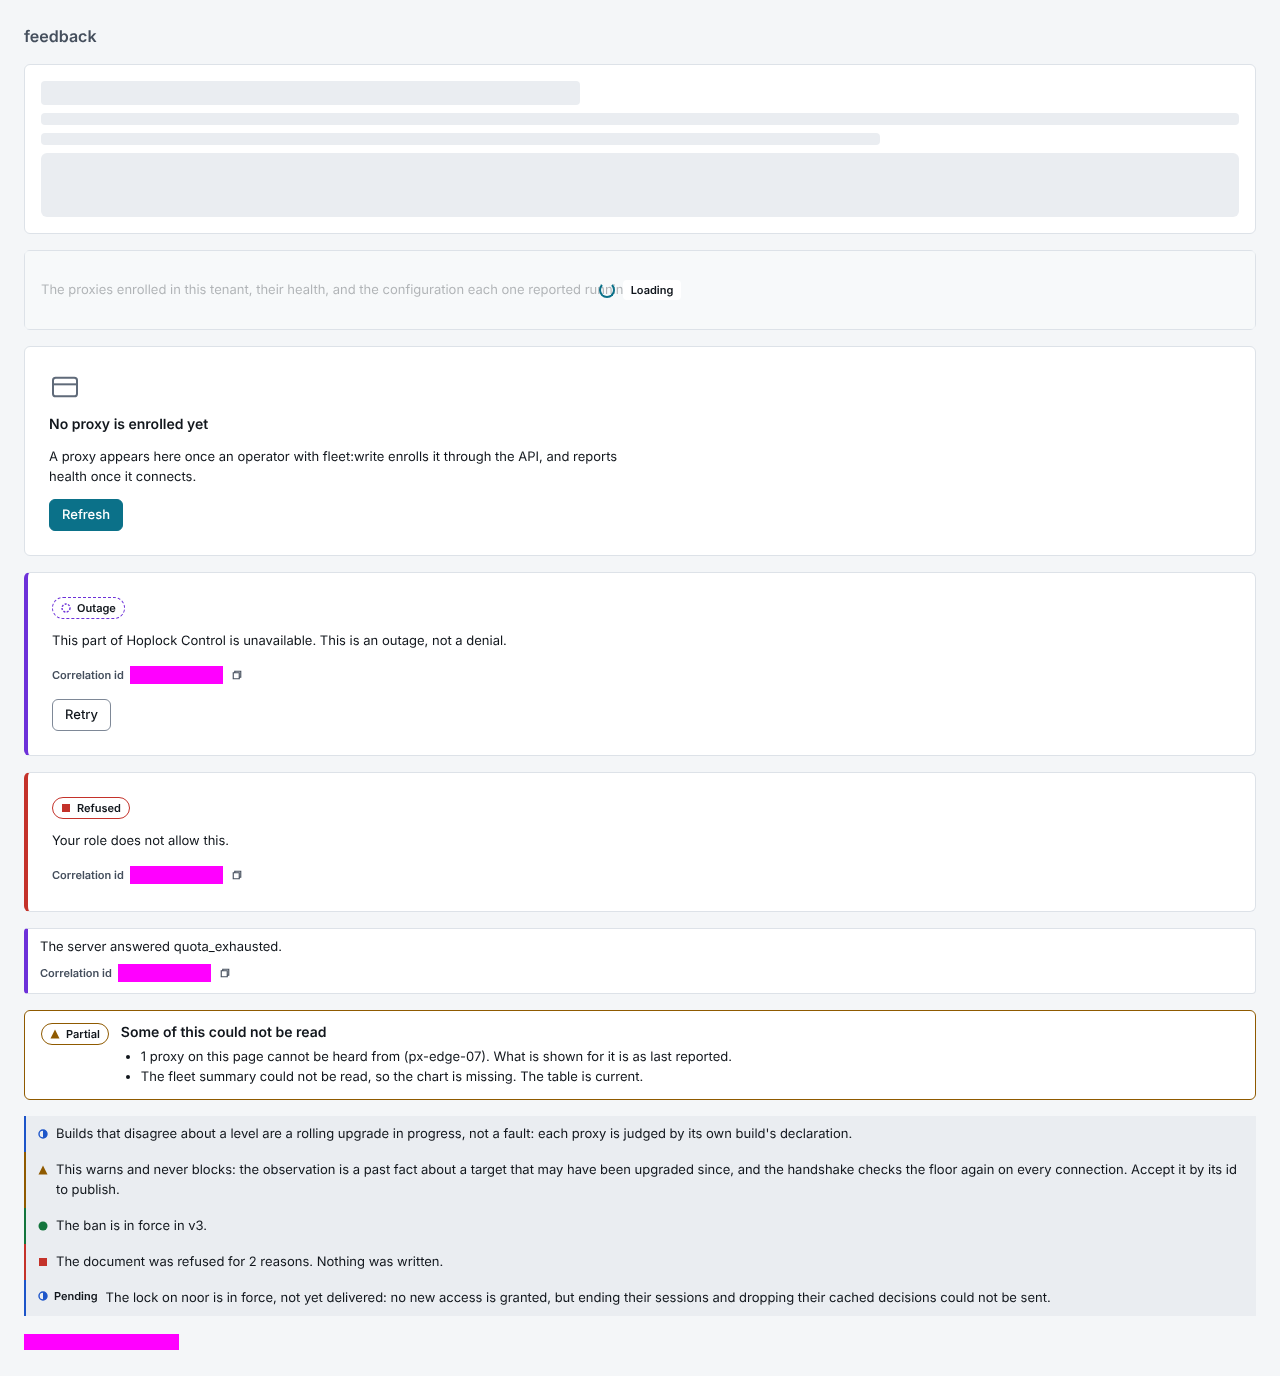 feedback
The proxies enrolled in this tenant, their health, and the configuration each one reported
Loading
No proxy is enrolled yet
A proxy appears here once an operator with fleet:write enrolls it through the API, and reports
health once it connects.
Refresh
Outage
This part of Hoplock Control is unavailable. This is an outage, not a denial.
Correlation id
Retry
Refused
Your role does not allow this.
Correlation id
The server answered quota_exhausted.
Correlation id
Partial
Some of this could not be read
• 1 proxy on this page cannot be heard from (px-edge-07). What is shown for it is as last reported.
• The fleet summary could not be read, so the chart is missing. The table is current.
Builds that disagree about a level are a rolling upgrade in progress, not a fault: each proxy is judged by its own build's declaration.
This warns and never blocks: the observation is a past fact about a target that may have been upgraded since, and the handshake checks the floor again on every connection. Accept it by its id
to publish.
The ban is in force in v3.
The document was refused for 2 reasons. Nothing was written.
Pending The lock on noor is in force, not yet delivered: no new access is granted, but ending their sessions and dropping their cached decisions could not be sent.